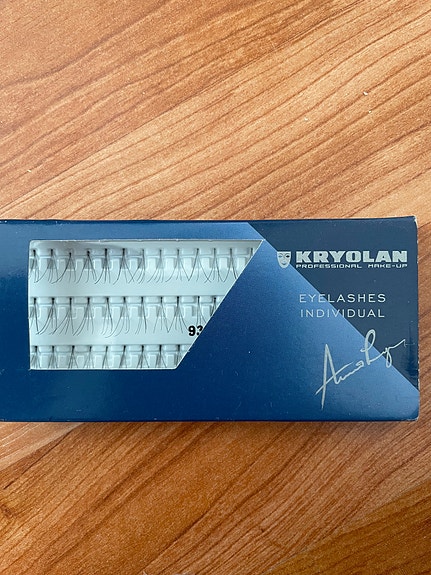 KRYOLAN
PROFESSIONAL MAKE-UP
EYELASHES
INDIVIDUAL
93